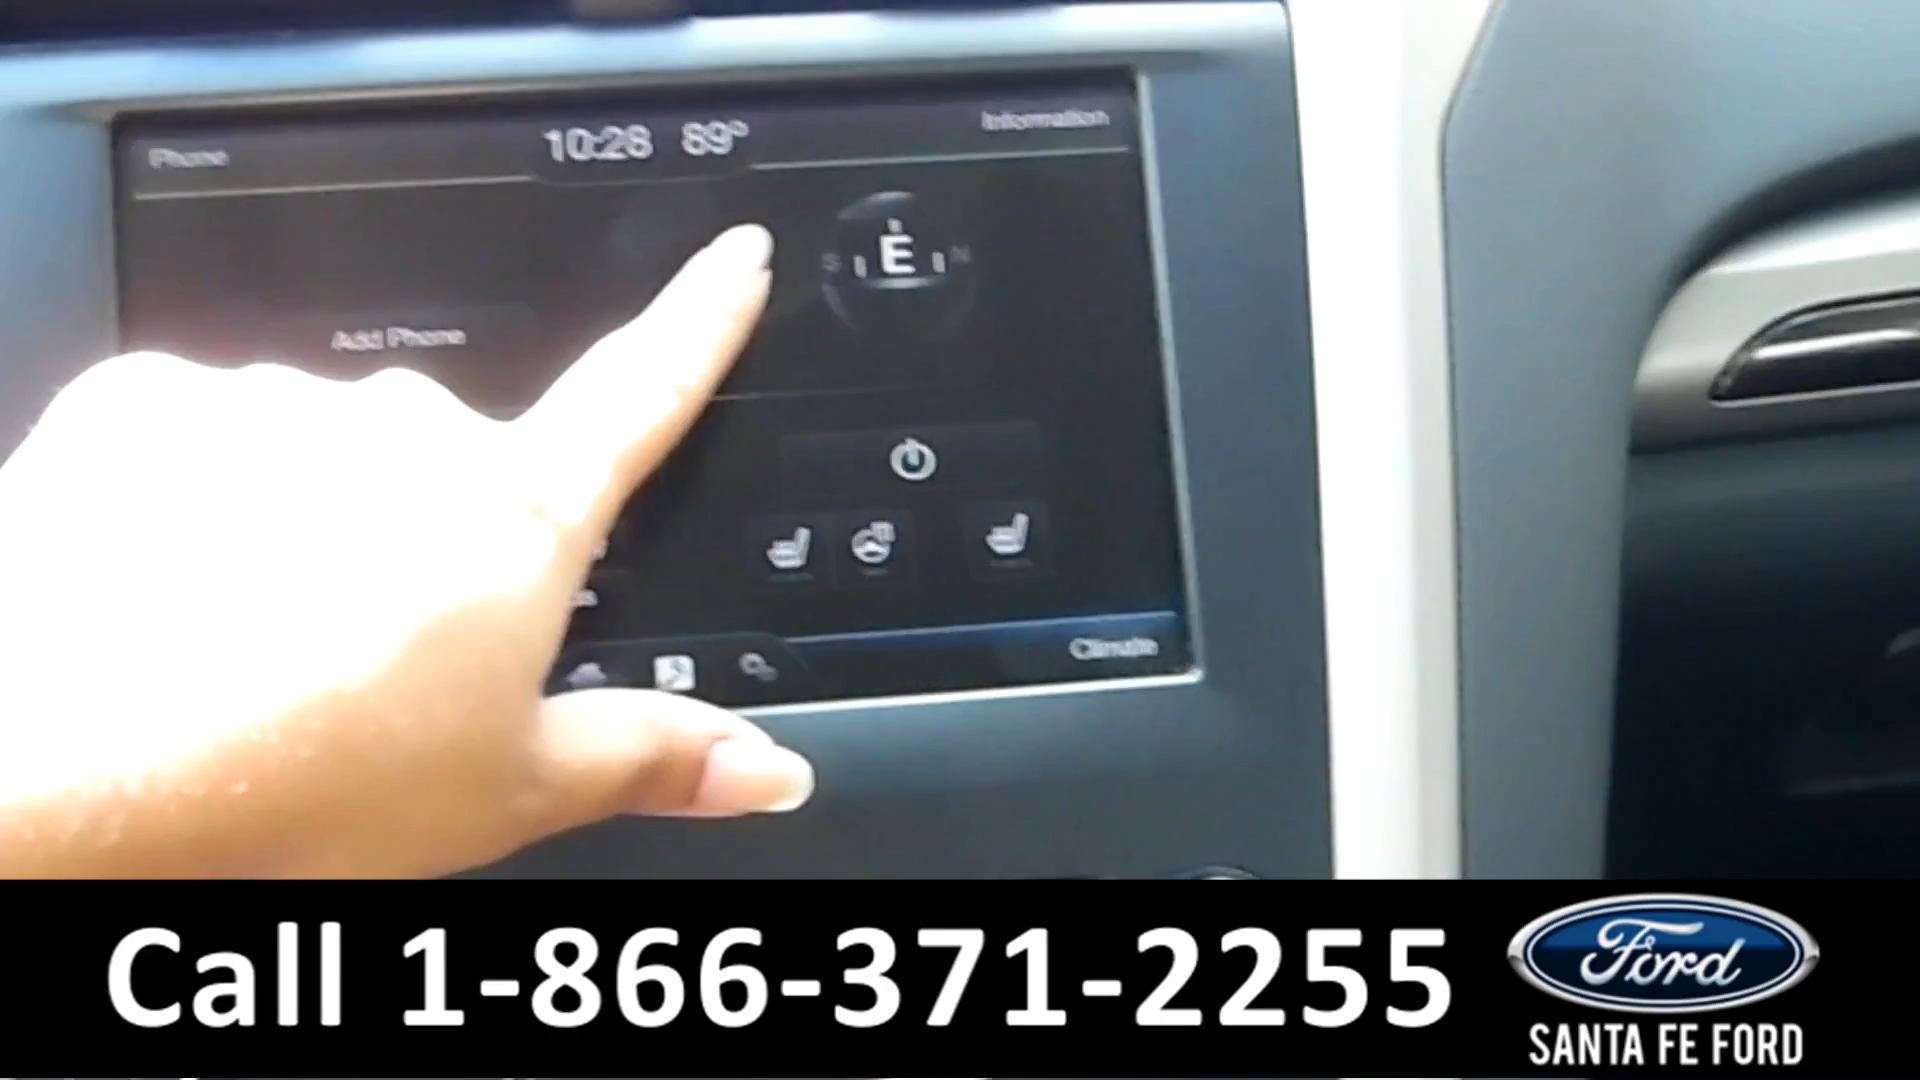 Phone
10:28 89°
Information
S E N
Add Phone
Climate
Call 1-866-371-2255
Ford
SANTA FE FORD